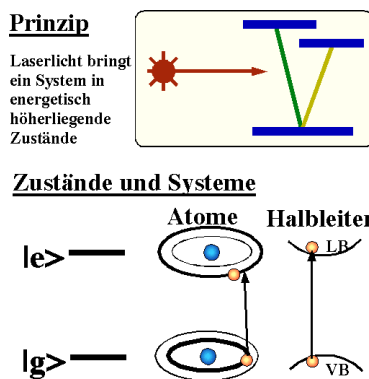 Prinzip
Laserlicht bringt
ein System in
energetisch
höherliegende
Zustände
Zustände und Systeme
Atome Halbleiter
|e> LB
|g> VB